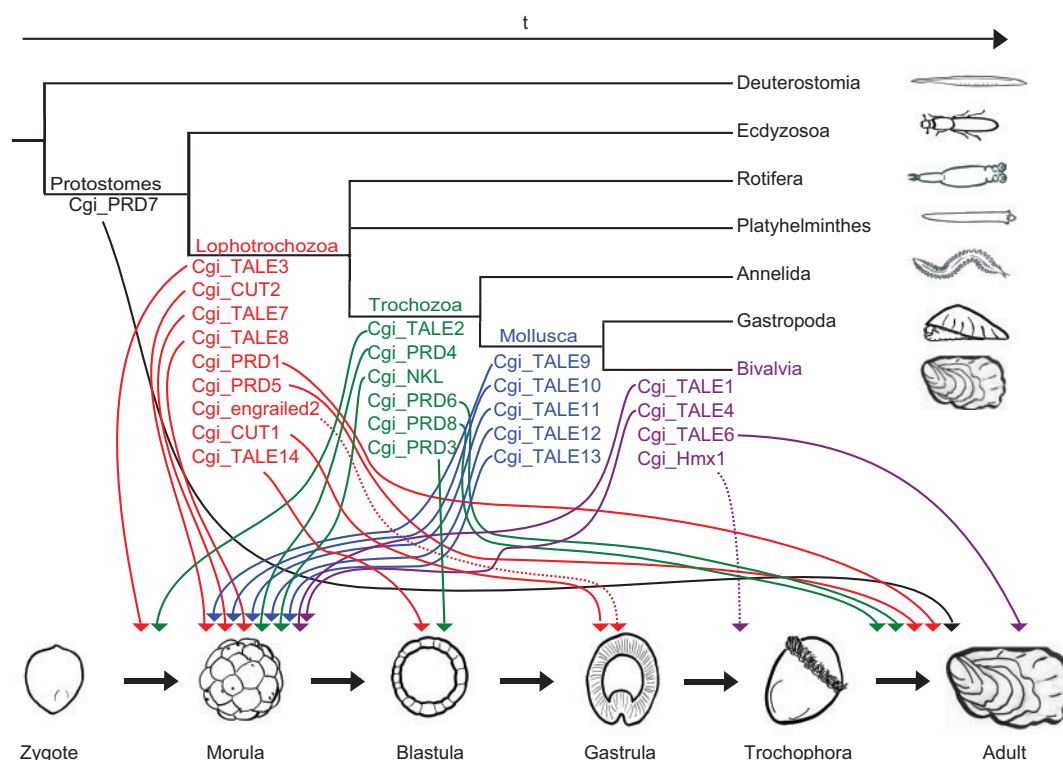 t
Deuterostomia
Ecdyzosoa
Protostomes
Cgi_PRD7
Rotifera
Platyhelminthes
Lophotrochozoa
Cgi_TALE3
Cgi_CUT2
Cgi_TALE7
Cgi_TALE8
Cgi_PRD1
Cgi_PRD5
Cgi_engrailed2
Cgi_CUT1
Cgi_TALE14
Annelida
Trochozoa
Cgi_TALE2
Cgi_PRD4
Cgi_NKL
Cgi_PRD6
Cgi_PRD8
Cgi_PRD3
Gastropoda
Mollusca
Cgi_TALE9
Cgi_TALE10
Cgi_TALE11
Cgi_TALE12
Cgi_TALE13
Bivalvia
Cgi_TALE1
Cgi_TALE4
Cgi_TALE6
Cgi_Hmx1
Zygote
Morula
Blastula
Gastrula
Trochophora
Adult